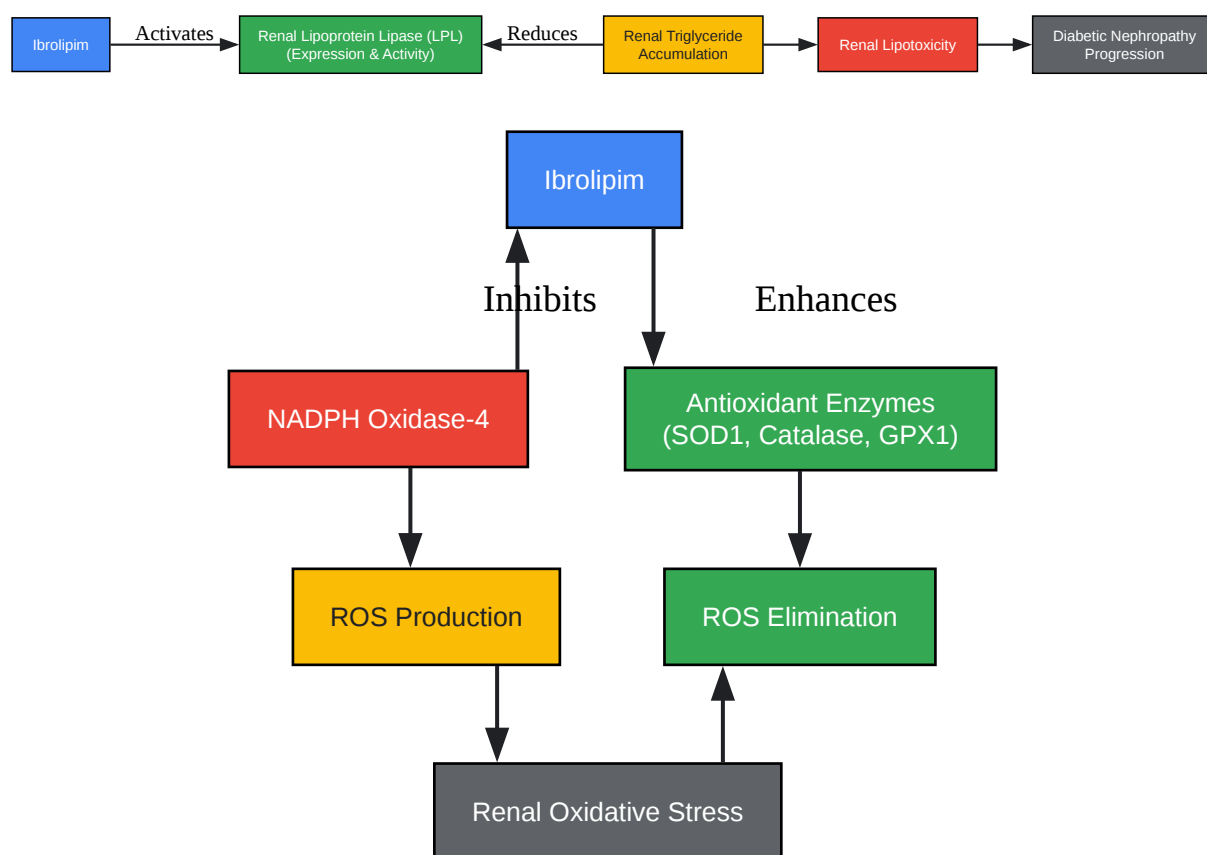 Ibrolipim
Activates
Renal Lipoprotein Lipase (LPL)
(Expression & Activity)
Reduces
Renal Triglyceride
Accumulation
Renal Lipotoxicity
Diabetic Nephropathy
Progression
Ibrolipim
Inhibits
Enhances
NADPH Oxidase-4
Antioxidant Enzymes
(SOD1, Catalase, GPX1)
ROS Production
ROS Elimination
Renal Oxidative Stress